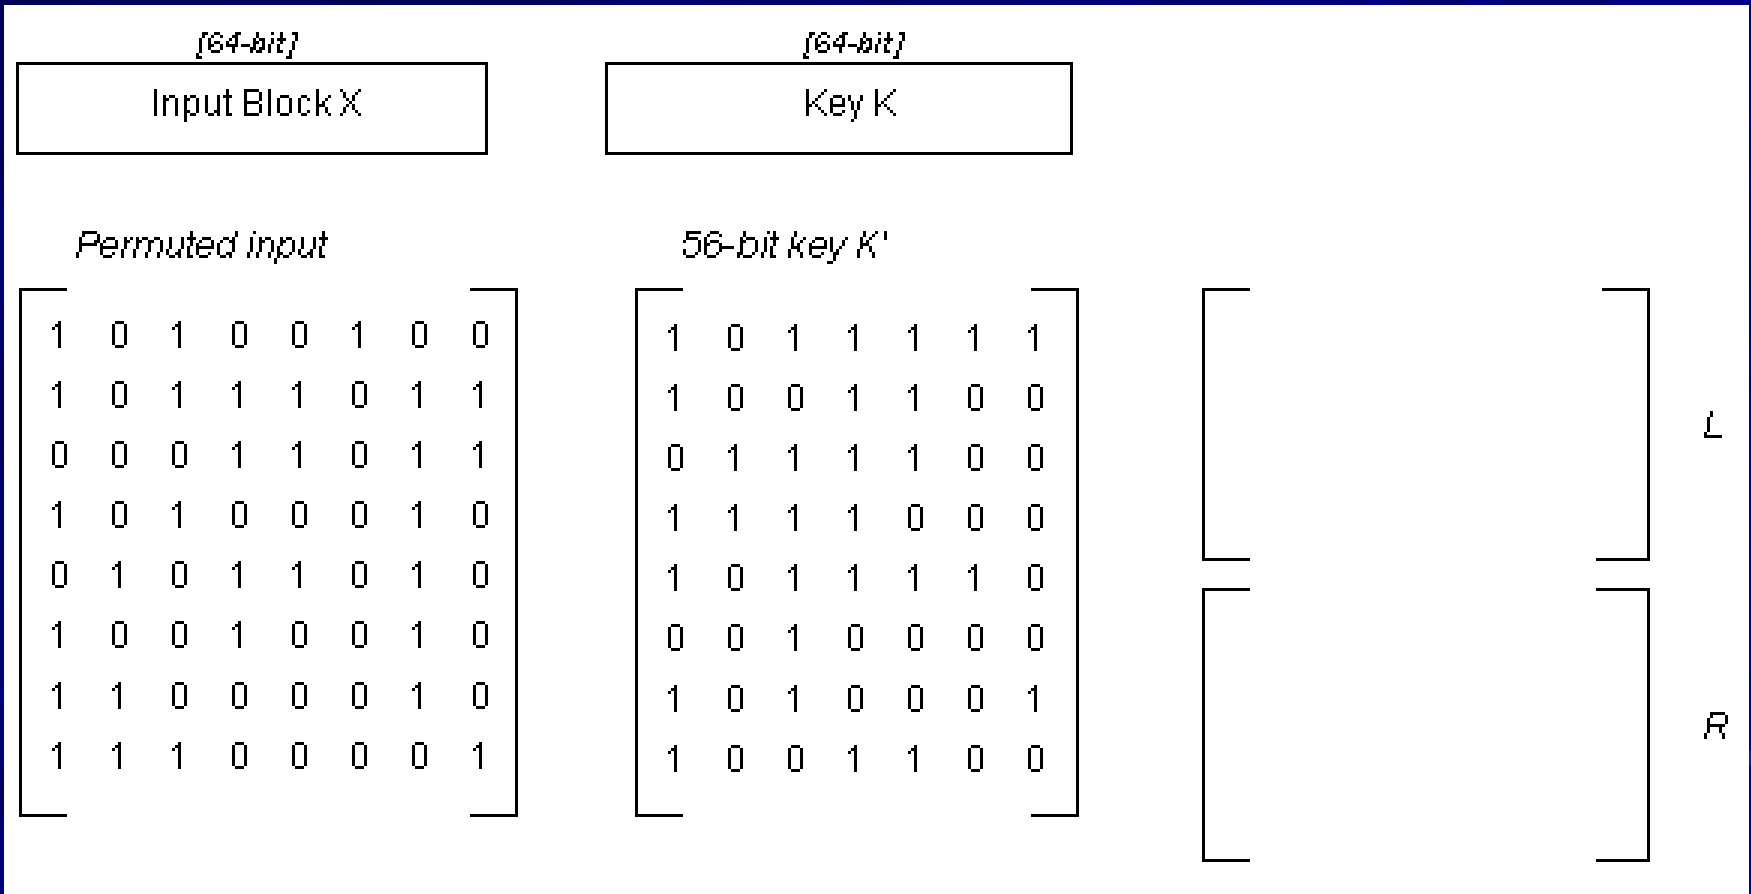 [64-bit] [64-bit]
Input Block X Key K
Permuted input 56-bit key K'
1 0 1 0 0 1 0 0 1 0 1 1 1 1 1
1 0 1 1 1 0 1 1 1 0 0 1 1 0 0
0 0 0 1 1 0 1 1 0 1 1 1 1 0 0
L
1 0 1 0 0 0 1 0 1 1 1 1 0 0 0
0 1 0 1 1 0 1 0 1 0 1 1 1 1 0
1 0 0 1 0 0 1 0 0 0 1 0 0 0 0
1 1 0 0 0 0 1 0 1 0 1 0 0 0 1
R
1 1 1 0 0 0 0 1 1 0 0 1 1 0 0